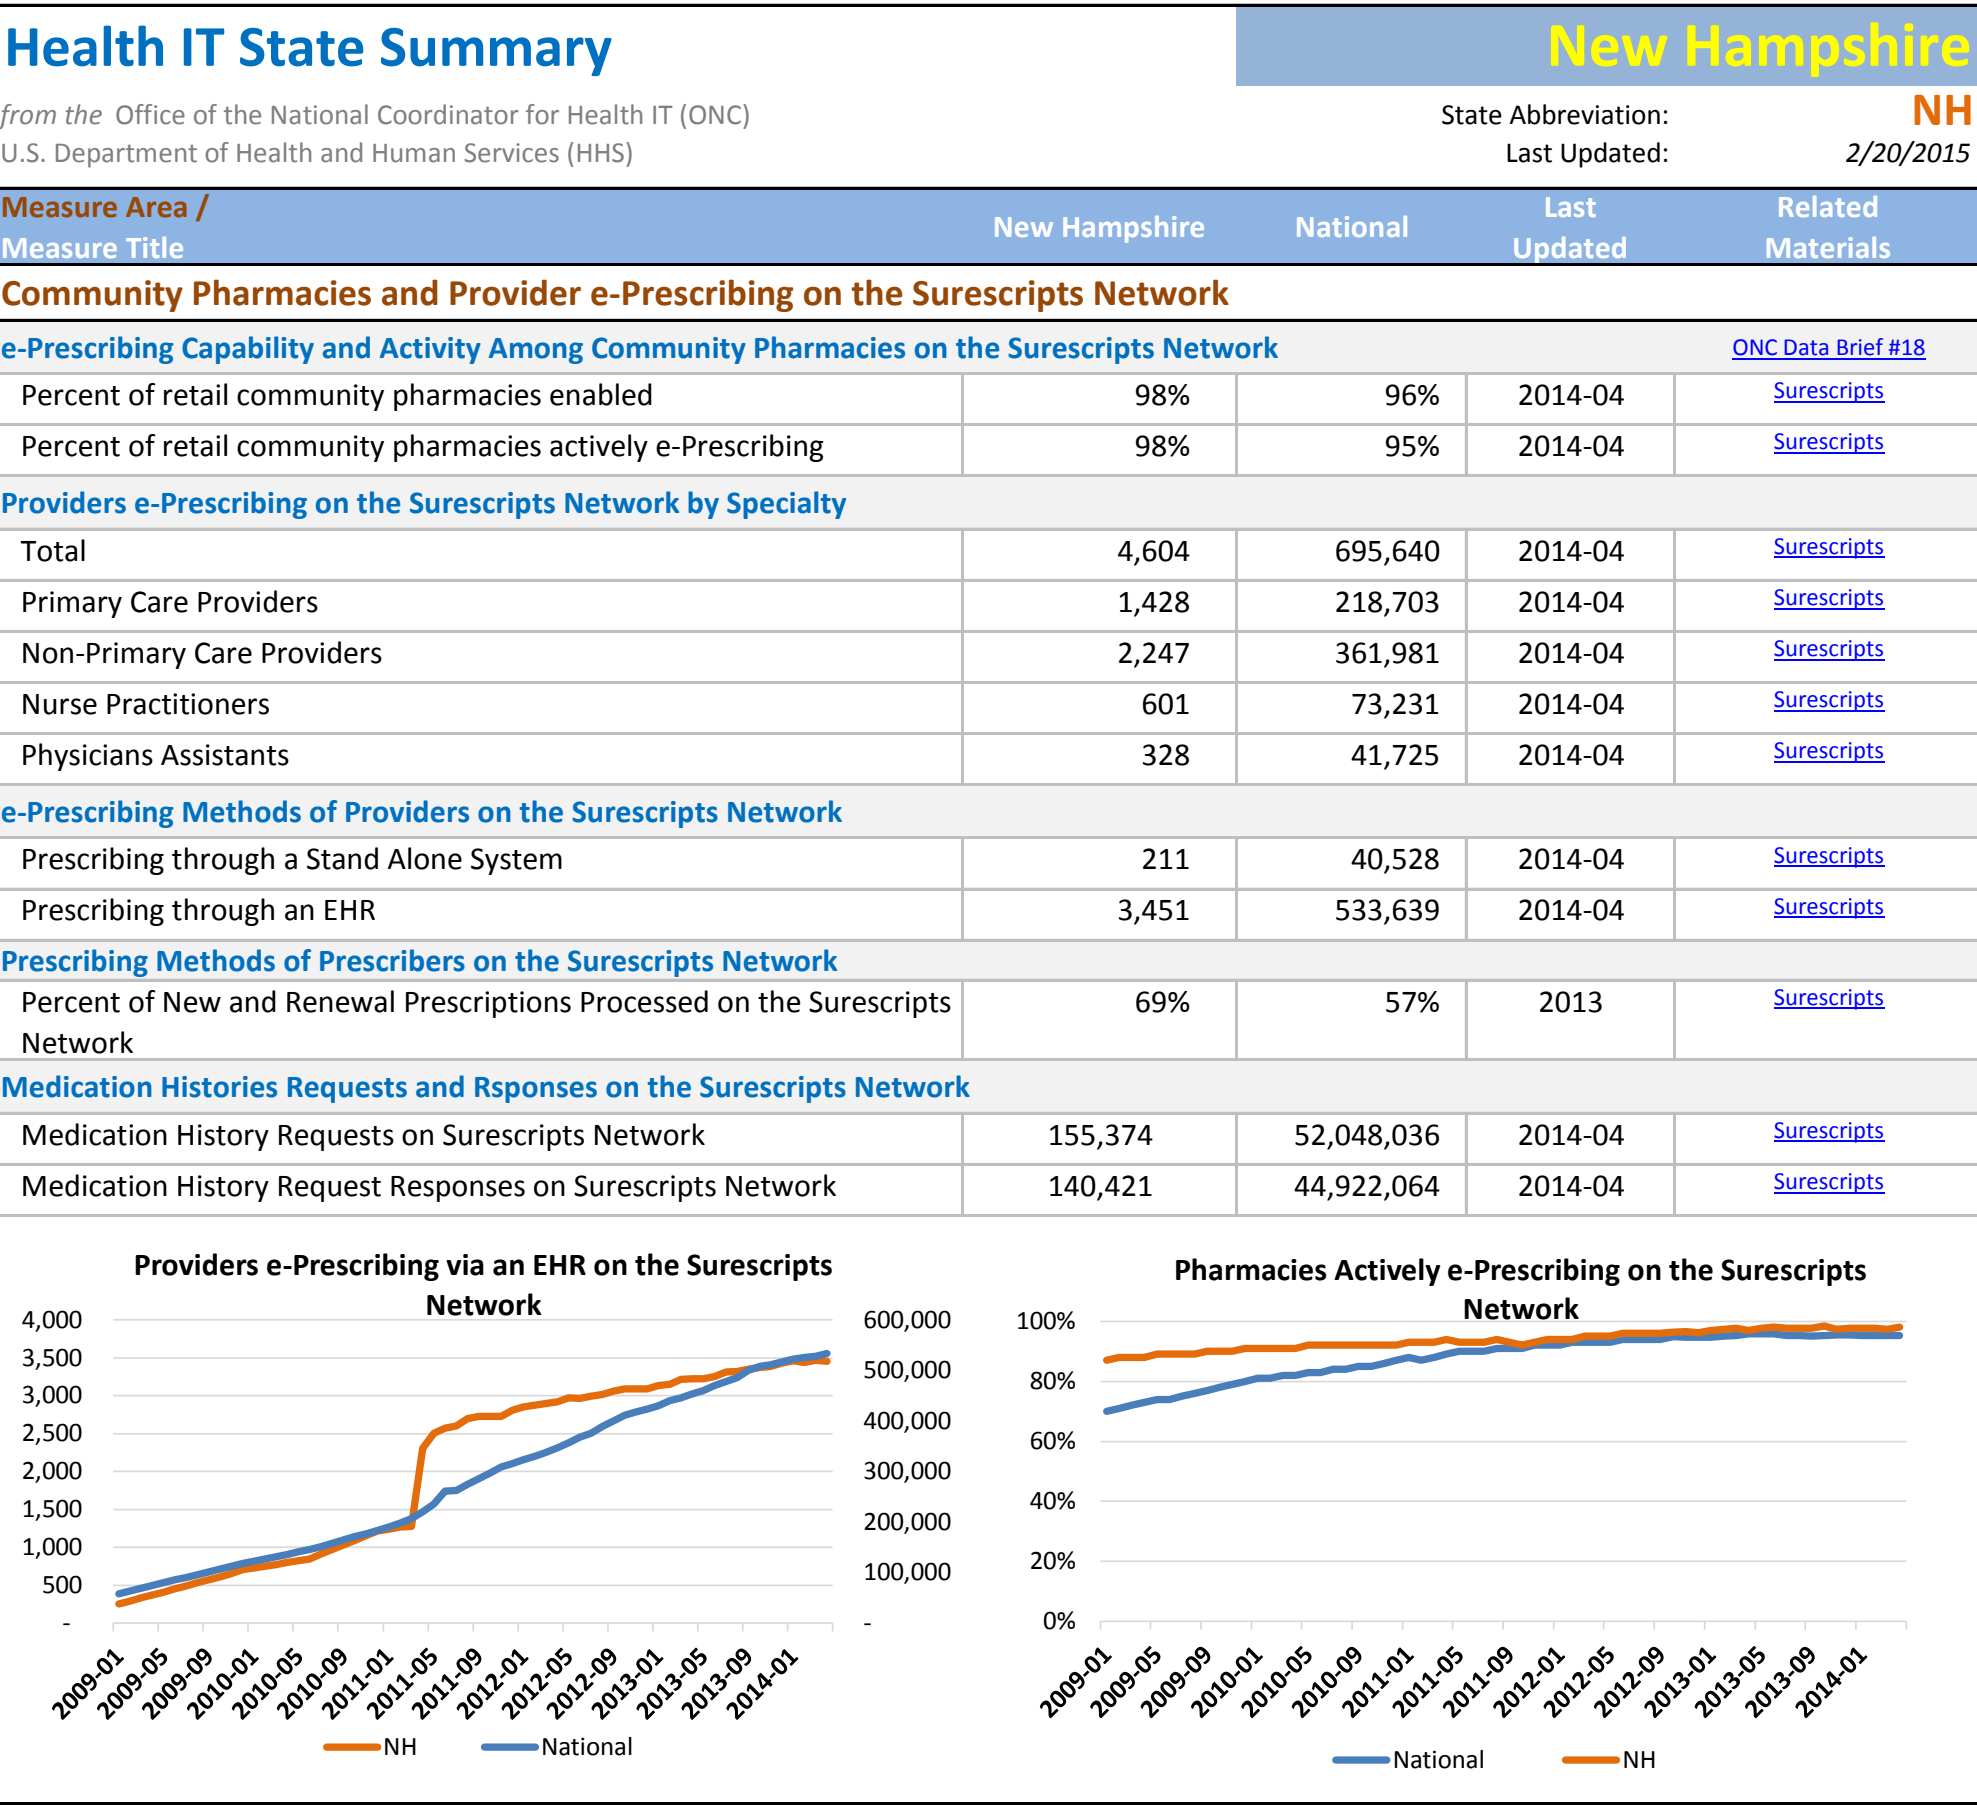 Health IT State Summary
New Hampshire
from the Office of the National Coordinator for Health IT (ONC)
State Abbreviation: NH
U.S. Department of Health and Human Services (HHS)
Last Updated: 2/20/2015
Measure Area /
Measure Title
New Hampshire
National
Last
Updated
Related
Materials
Community Pharmacies and Provider e-Prescribing on the Surescripts Network
e-Prescribing Capability and Activity Among Community Pharmacies on the Surescripts Network ONC Data Brief #18
Percent of retail community pharmacies enabled 98% 96% 2014-04 Surescripts
Percent of retail community pharmacies actively e-Prescribing 98% 95% 2014-04 Surescripts
Providers e-Prescribing on the Surescripts Network by Specialty
Total 4,604 695,640 2014-04 Surescripts
Primary Care Providers 1,428 218,703 2014-04 Surescripts
Non-Primary Care Providers 2,247 361,981 2014-04 Surescripts
Nurse Practitioners 601 73,231 2014-04 Surescripts
Physicians Assistants 328 41,725 2014-04 Surescripts
e-Prescribing Methods of Providers on the Surescripts Network
Prescribing through a Stand Alone System 211 40,528 2014-04 Surescripts
Prescribing through an EHR 3,451 533,639 2014-04 Surescripts
Prescribing Methods of Prescribers on the Surescripts Network
Percent of New and Renewal Prescriptions Processed on the Surescripts 69% 57% 2013 Surescripts
Network
Medication Histories Requests and Rsponses on the Surescripts Network
Medication History Requests on Surescripts Network 155,374 52,048,036 2014-04 Surescripts
Medication History Request Responses on Surescripts Network 140,421 44,922,064 2014-04 Surescripts
Providers e-Prescribing via an EHR on the Surescripts
Network
4,000
3,500
3,000
2,500
2,000
1,500
1,000
500
-
600,000
500,000
400,000
300,000
200,000
100,000
-
2009-01
2009-05
2009-09
2010-01
2010-05
2010-09
2011-01
2011-05
2011-09
2012-01
2012-05
2012-09
2013-01
2013-05
2013-09
2014-01
NH National
Pharmacies Actively e-Prescribing on the Surescripts
Network
100%
80%
60%
40%
20%
0%
2009-01
2009-05
2009-09
2010-01
2010-05
2010-09
2011-01
2011-05
2011-09
2012-01
2012-05
2012-09
2013-01
2013-05
2013-09
2014-01
National NH